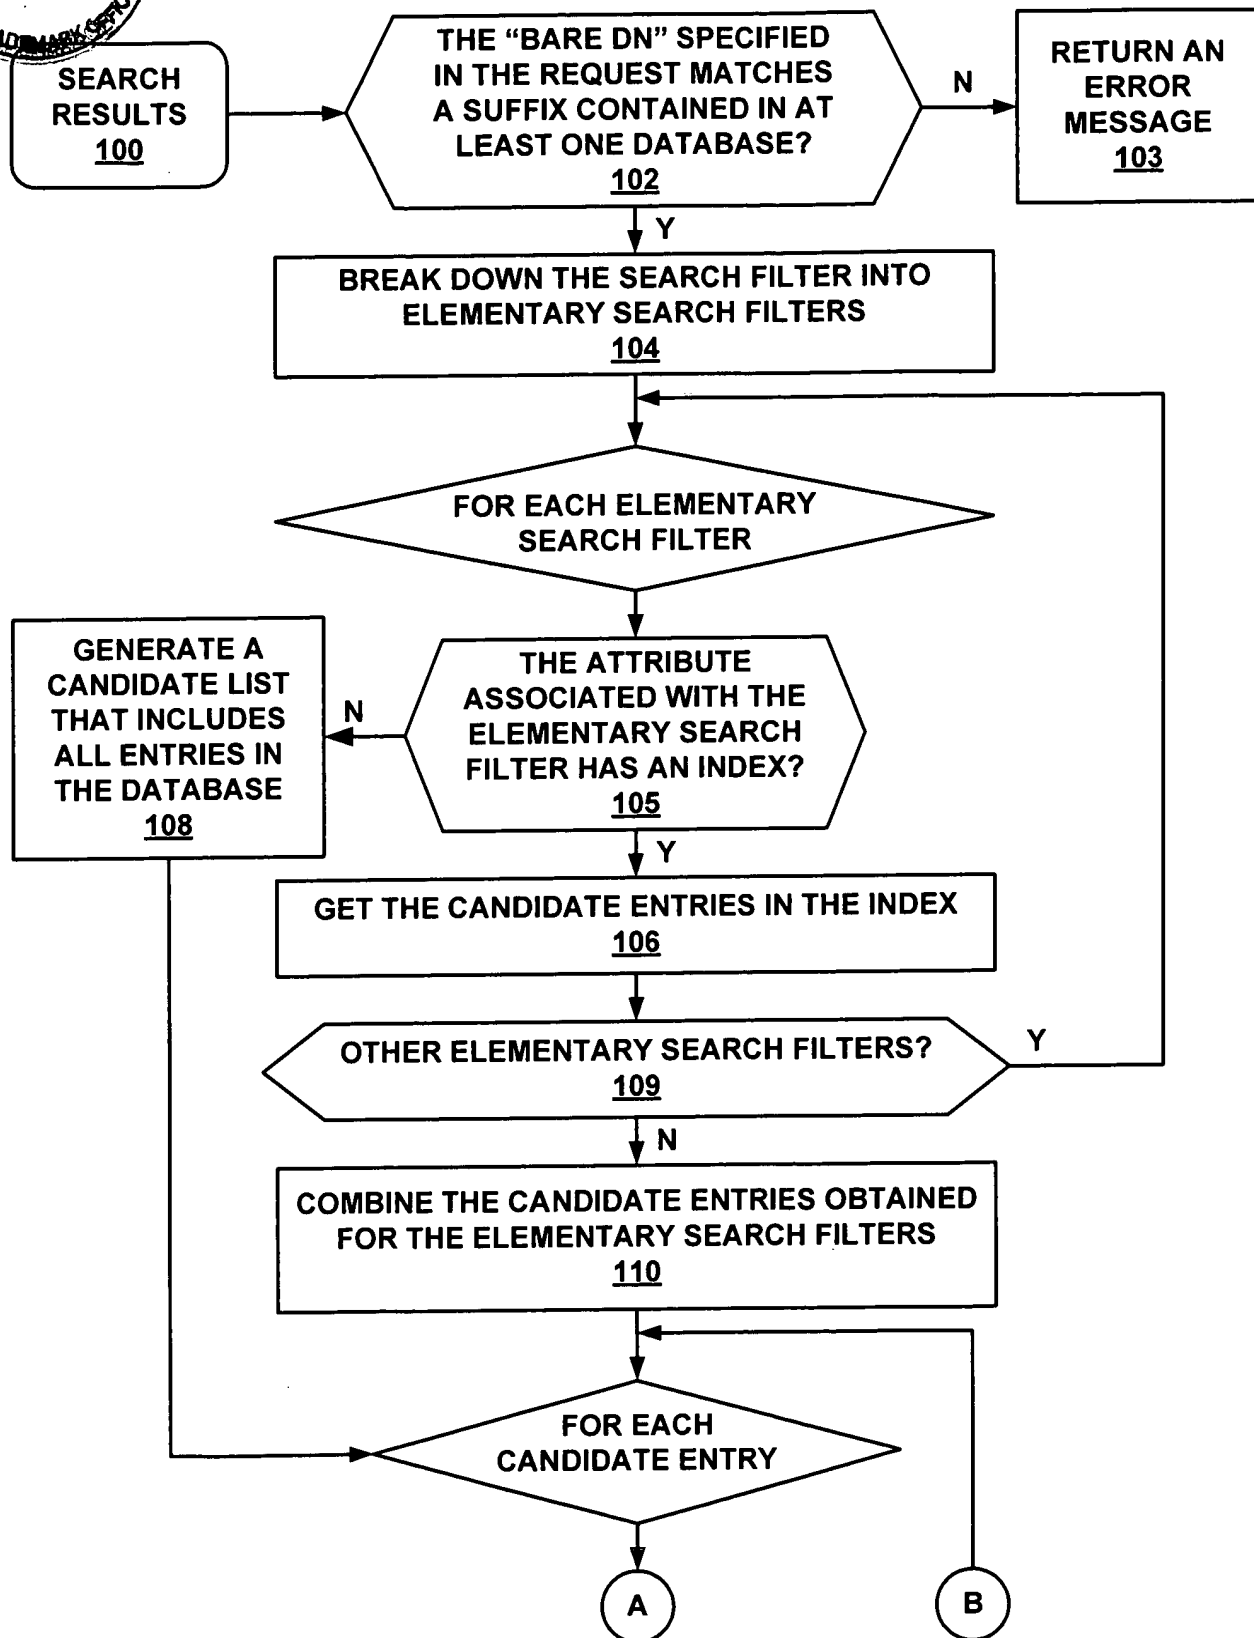 SEARCH
RESULTS
100
THE “BARE DN” SPECIFIED
IN THE REQUEST MATCHES
A SUFFIX CONTAINED IN AT
LEAST ONE DATABASE?
102
N
RETURN AN
ERROR
MESSAGE
103
Y
BREAK DOWN THE SEARCH FILTER INTO
ELEMENTARY SEARCH FILTERS
104
FOR EACH ELEMENTARY
SEARCH FILTER
GENERATE A
CANDIDATE LIST
THAT INCLUDES
ALL ENTRIES IN
THE DATABASE
108
N
THE ATTRIBUTE
ASSOCIATED WITH THE
ELEMENTARY SEARCH
FILTER HAS AN INDEX?
105
Y
GET THE CANDIDATE ENTRIES IN THE INDEX
106
OTHER ELEMENTARY SEARCH FILTERS?
109
Y
N
COMBINE THE CANDIDATE ENTRIES OBTAINED
FOR THE ELEMENTARY SEARCH FILTERS
110
FOR EACH
CANDIDATE ENTRY
A
B